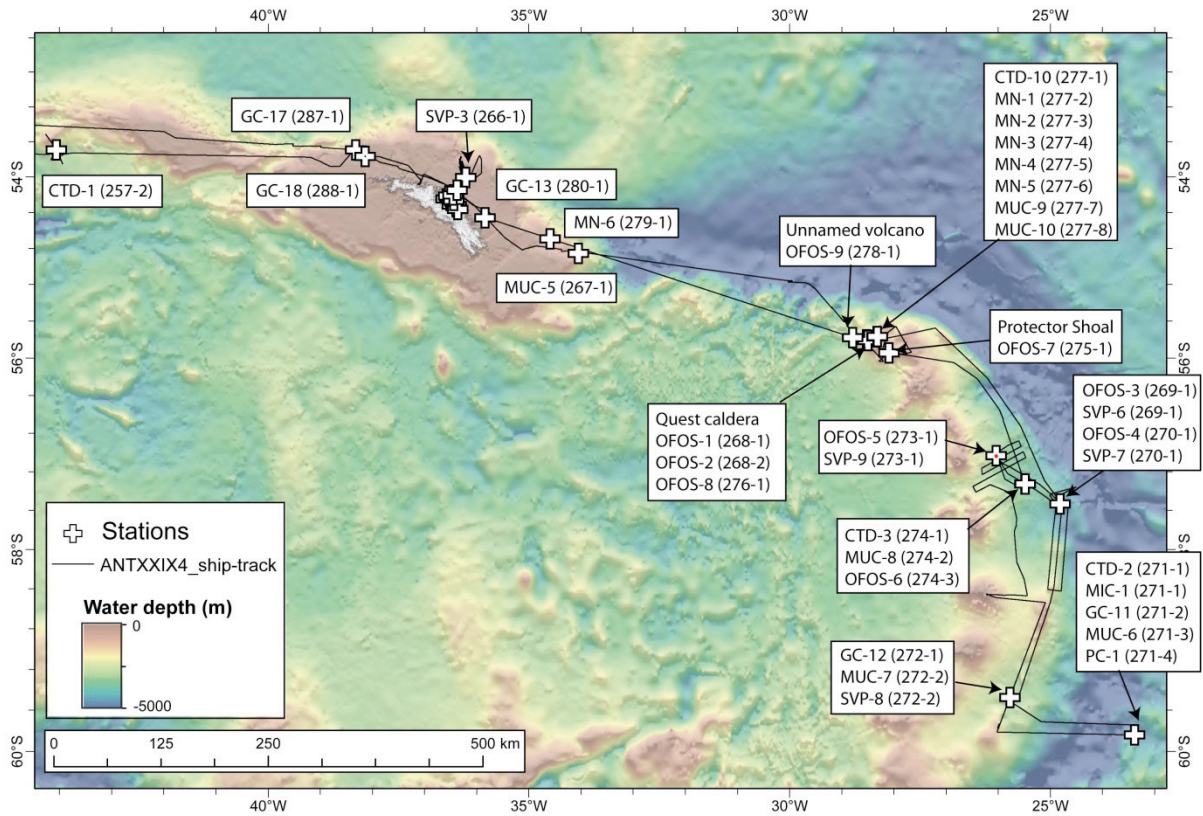 40°W
35°W
30°W
25°W
54°S
56°S
58°S
60°S
GC-17 (287-1)
SVP-3 (266-1)
CTD-1 (257-2)
GC-18 (288-1)
GC-13 (280-1)
MN-6 (279-1)
MUC-5 (267-1)
Unnamed volcano
OFOS-9 (278-1)
CTD-10 (277-1)
MN-1 (277-2)
MN-2 (277-3)
MN-3 (277-4)
MN-4 (277-5)
MN-5 (277-6)
MUC-9 (277-7)
MUC-10 (277-8)
Protector Shoal
OFOS-7 (275-1)
Quest caldera
OFOS-1 (268-1)
OFOS-2 (268-2)
OFOS-8 (276-1)
OFOS-5 (273-1)
SVP-9 (273-1)
OFOS-3 (269-1)
SVP-6 (269-1)
OFOS-4 (270-1)
SVP-7 (270-1)
CTD-3 (274-1)
MUC-8 (274-2)
OFOS-6 (274-3)
CTD-2 (271-1)
MIC-1 (271-1)
GC-11 (271-2)
MUC-6 (271-3)
PC-1 (271-4)
GC-12 (272-1)
MUC-7 (272-2)
SVP-8 (272-2)
Stations
ANTXXIX4_ship-track
Water depth (m)
0
-5000
0 125 250 500 km
54°S
56°S
58°S
60°S
40°W
35°W
30°W
25°W